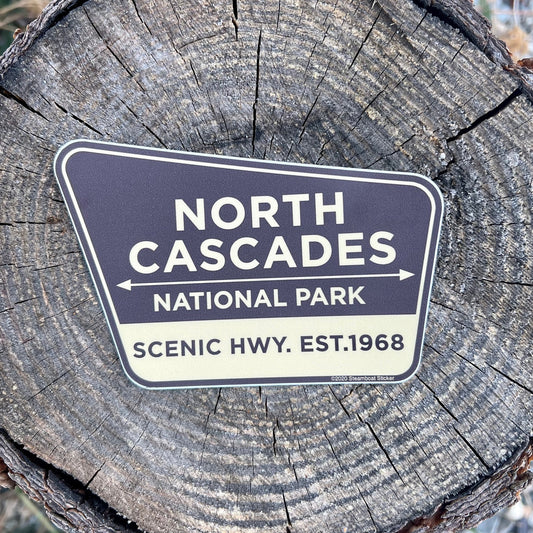 NORTH
CASCADES
NATIONAL PARK
SCENIC HWY. EST.1968
©2020 Steamboat Sticker